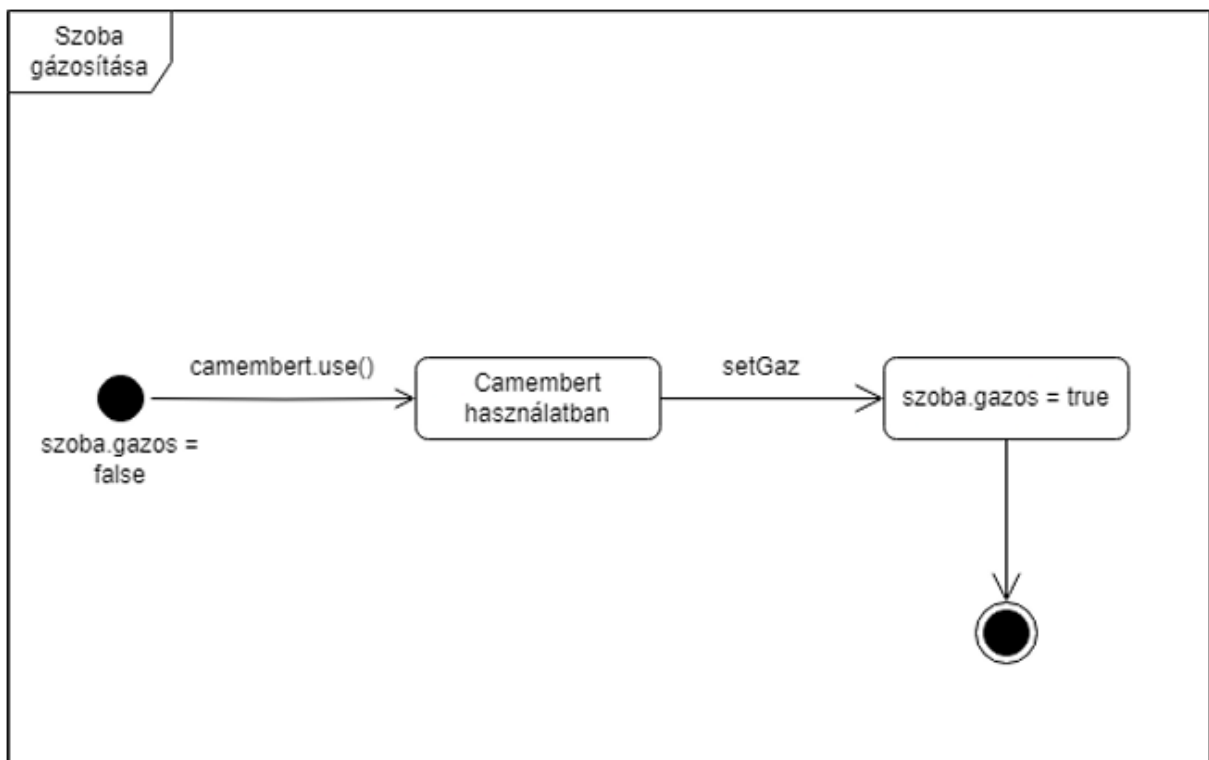 Szoba
gázosítása
camembert.use()
setGaz
Camembert
használatban
szoba.gazos = true
szoba.gazos =
false